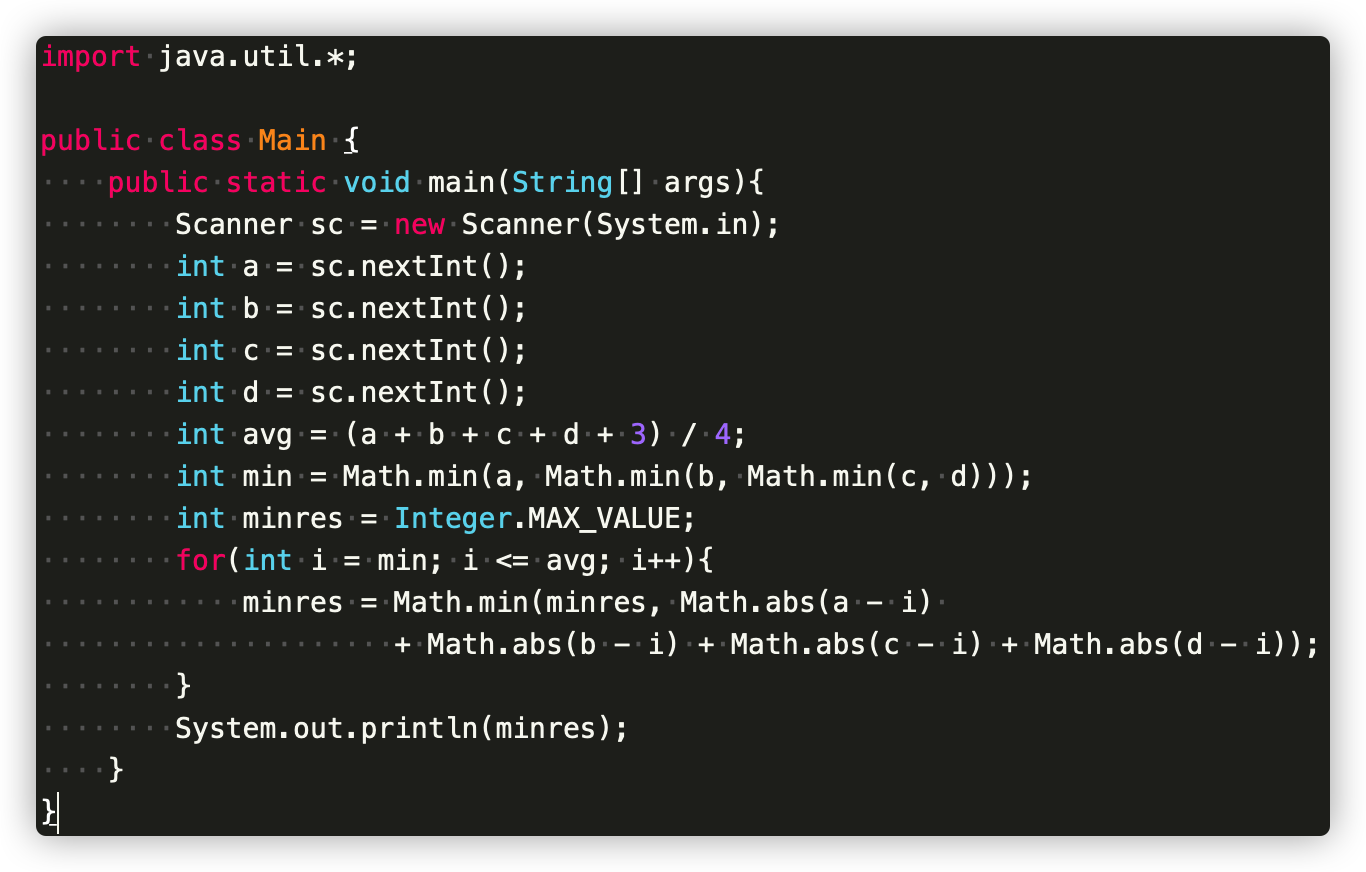 import java.util.*;

public class Main {
    public static void main(String[] args){
        Scanner sc = new Scanner(System.in);
        int a = sc.nextInt();
        int b = sc.nextInt();
        int c = sc.nextInt();
        int d = sc.nextInt();
        int avg = (a + b + c + d + 3) / 4;
        int min = Math.min(a, Math.min(b, Math.min(c, d)));
        int minres = Integer.MAX_VALUE;
        for(int i = min; i <= avg; i++){
            minres = Math.min(minres, Math.abs(a - i) 
                     + Math.abs(b - i) + Math.abs(c - i) + Math.abs(d - i));
        }
        System.out.println(minres);
    }
}